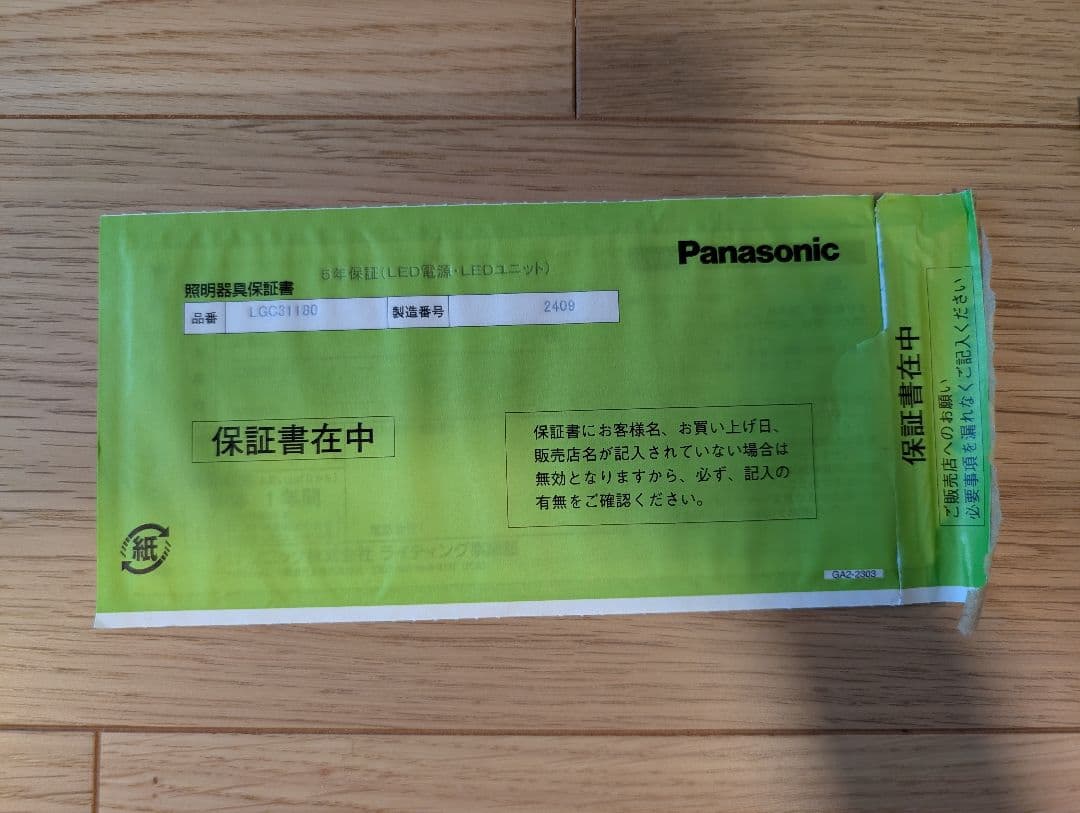 Panasonic
5年保証(LED電源・LEDユニット)
照明器具保証書
品番 LGC31180 製造番号 2409
保証書在中
保証書にお客様名、お買い上げ日、
販売店名が記入されていない場合は
無効となりますから、必ず、記入の
有無をご確認ください。
紙
GA2-2303
保証書在中
ご販売店へのお願い
必要事項を漏れなくご記入ください